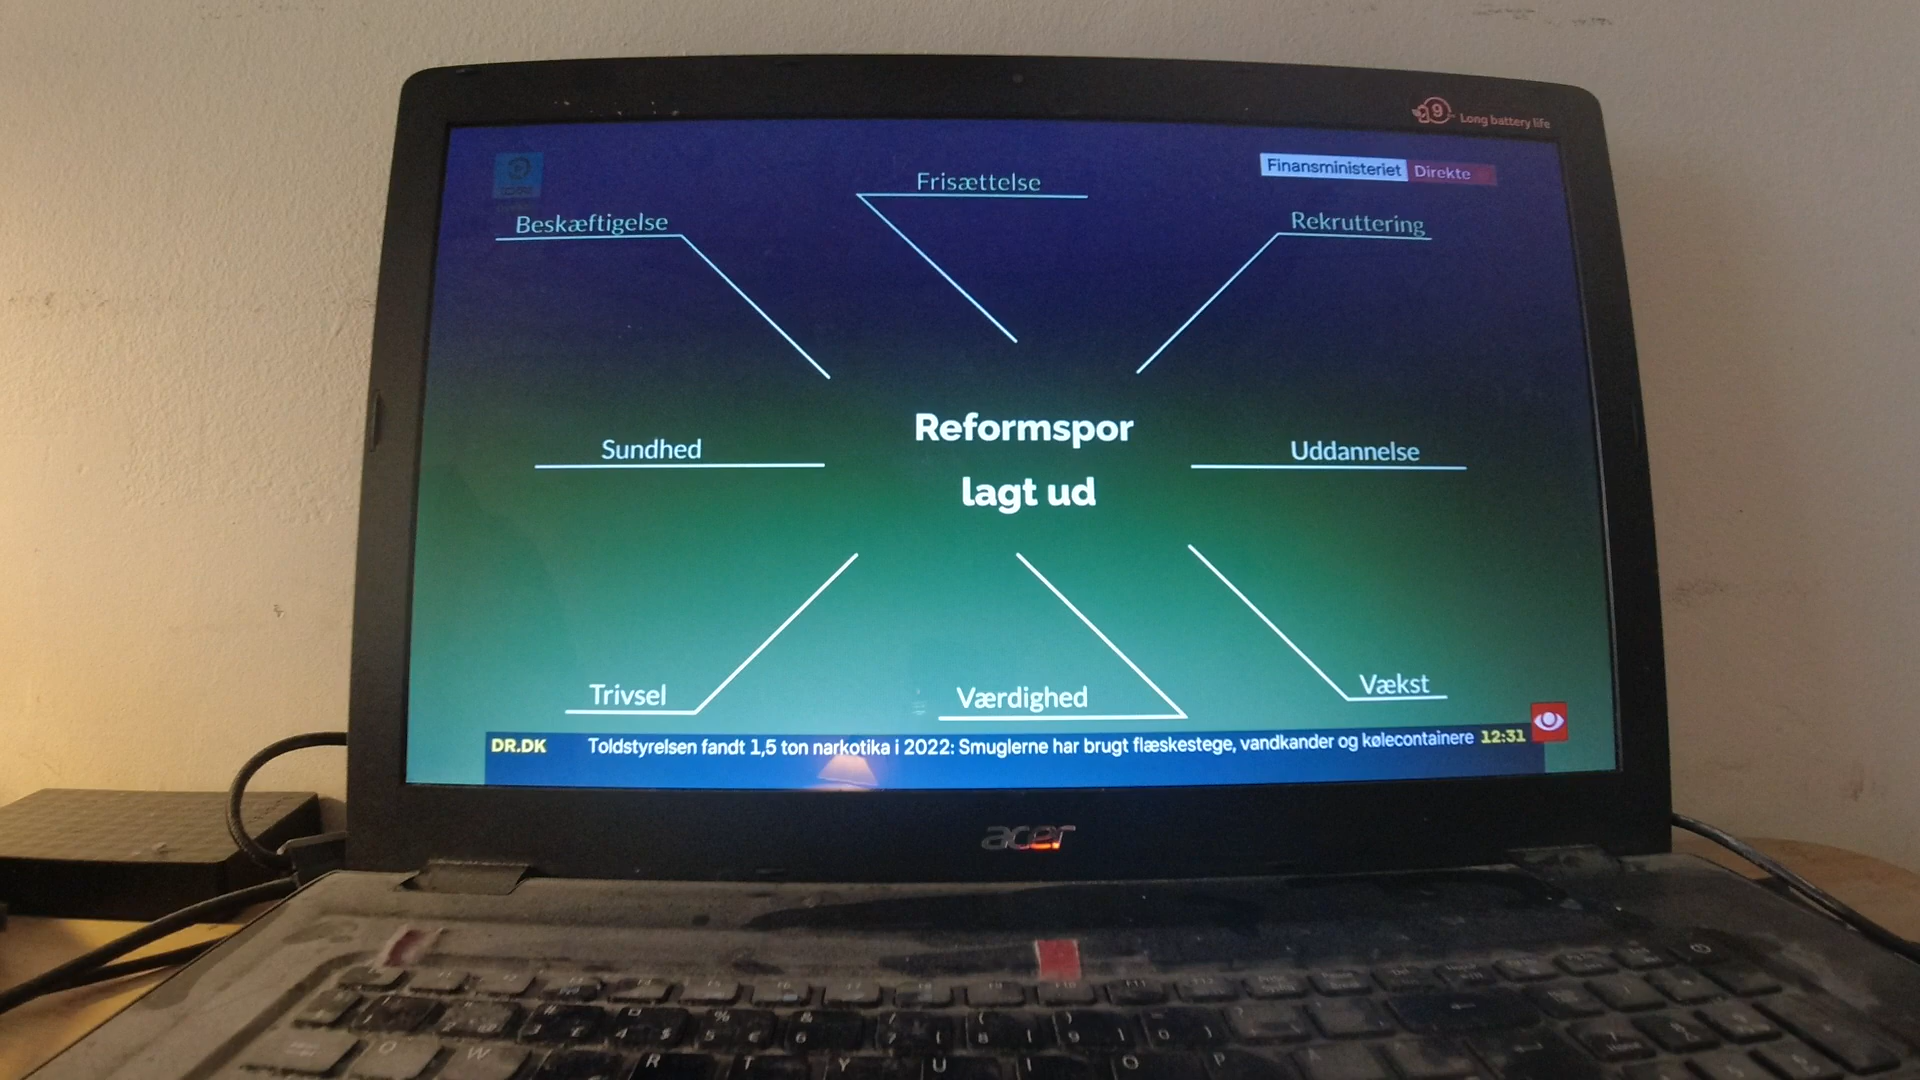 9 Long battery life
Finansministeriet Direkte
Frisættelse
Beskæftigelse
Rekruttering
Reformspor
lagt ud
Sundhed
Uddannelse
Trivsel
Værdighed
Vækst
DR.DK Toldstyrelsen fandt 1,5 ton narkotika i 2022: Smuglerne har brugt flæskestege, vandkander og kølecontainere 12:31
acer
R T Y U I O P